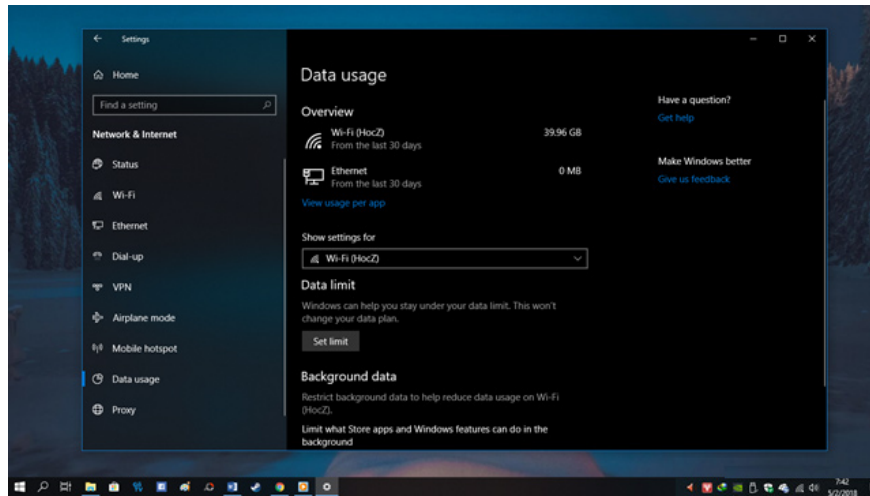 Settings
Home
Find a setting
Network & Internet
Status
Wi-Fi
Ethernet
Dial-up
VPN
Airplane mode
Mobile hotspot
Data usage
Proxy
Data usage
Overview
Wi-Fi (HocZ) 39.96 GB
From the last 30 days
Ethernet 0 MB
From the last 30 days
View usage per app
Show settings for
Wi-Fi (HocZ)
Data limit
Windows can help you stay under your data limit. This won't
change your data plan.
Set limit
Background data
Restrict background data to help reduce data usage on Wi-Fi
(HocZ).
Limit what Store apps and Windows features can do in the
background
Have a question?
Get help
Make Windows better
Give us feedback
7:42
5/2/2018